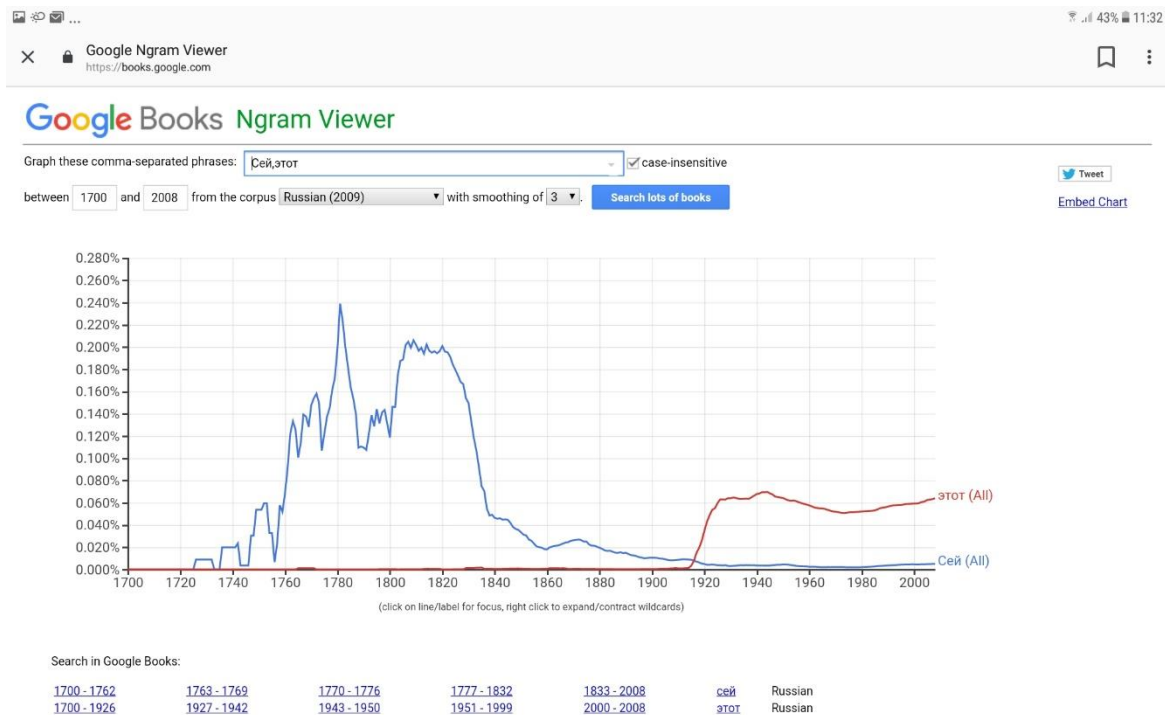 ...
43% 11:32
Google Ngram Viewer
https://books.google.com
Google Books Ngram Viewer
Graph these comma-separated phrases: Сей,этот case-insensitive
Tweet
between 1700 and 2008 from the corpus Russian (2009) with smoothing of 3 . Search lots of books
Embed Chart
0.280%
0.260%
0.240%
0.220%
0.200%
0.180%
0.160%
0.140%
0.120%
0.100%
0.080%
0.060%
0.040%
0.020%
0.000%
этот (All)
Сей (All)
1700 1720 1740 1760 1780 1800 1820 1840 1860 1880 1900 1920 1940 1960 1980 2000
(click on line/label for focus, right click to expand/contract wildcards)
Search in Google Books:
1700 - 1762 1763 - 1769 1770 - 1776 1777 - 1832 1833 - 2008 сей Russian
1700 - 1926 1927 - 1942 1943 - 1950 1951 - 1999 2000 - 2008 этот Russian